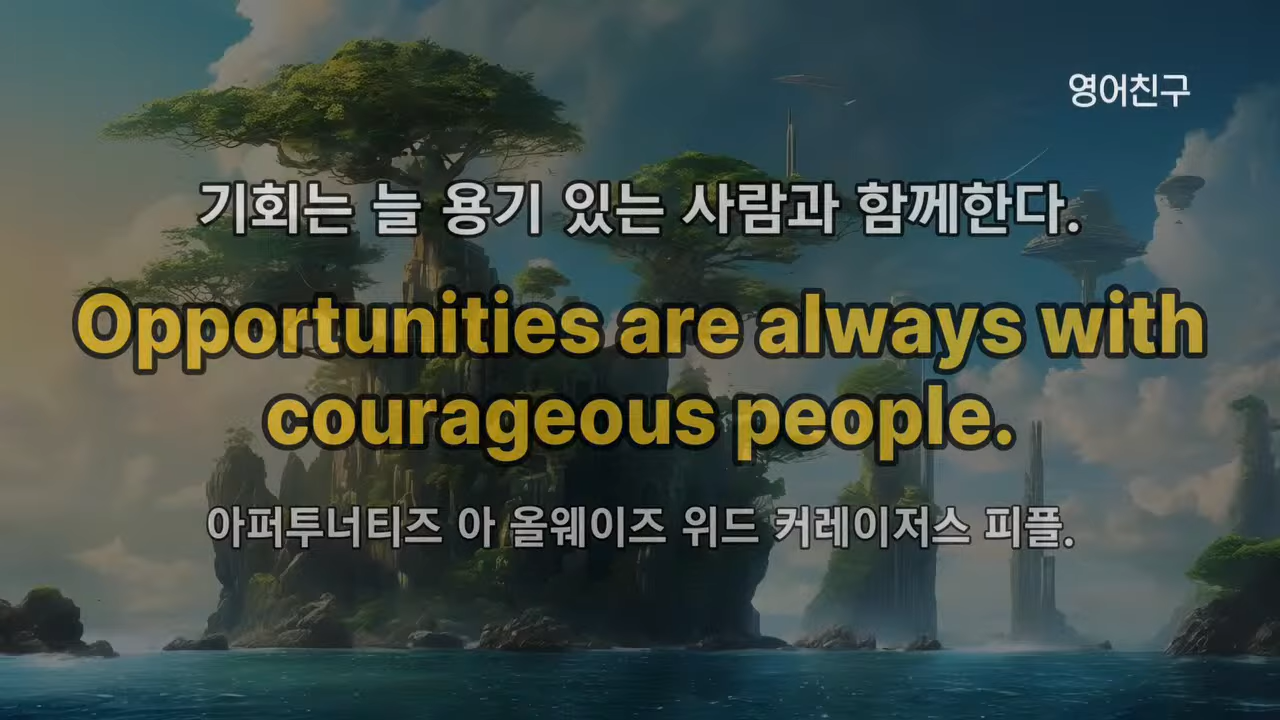 영어친구
기회는 늘 용기 있는 사람과 함께한다.
Opportunities are always with
courageous people.
아퍼투너티즈 아 올웨이즈 위드 커레이저스 피플.